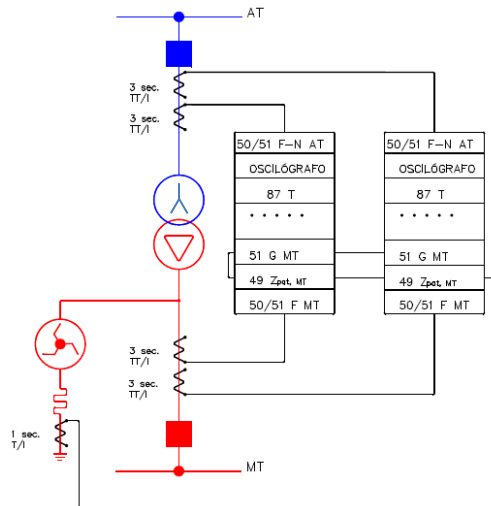 AT
3 sec.
TT/I
3 sec.
TT/I
50/51 F-N AT
OSCILÓGRAFO
87 T
. . . . .
51 G MT
49 Zpat, MT
50/51 F MT
50/51 F-N AT
OSCILÓGRAFO
87 T
. . . . .
51 G MT
49 Zpat, MT
50/51 F MT
3 sec.
TT/I
3 sec.
TT/I
1 sec.
T/I
MT